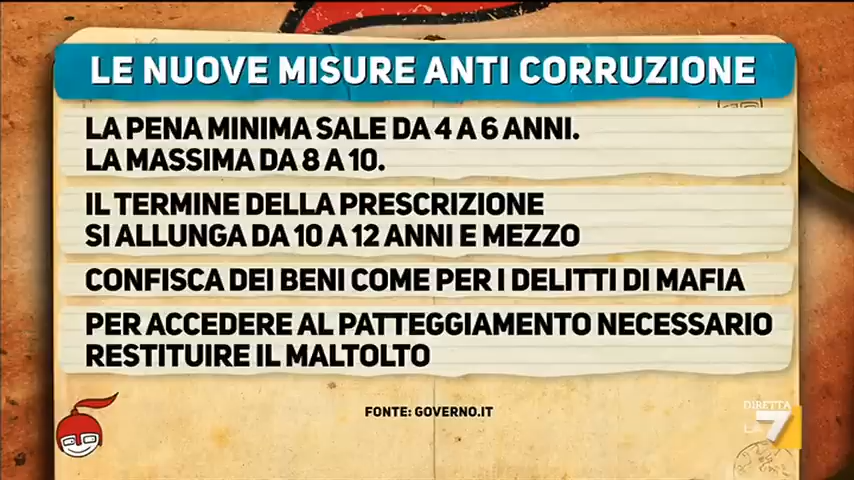 LE NUOVE MISURE ANTI CORRUZIONE
LA PENA MINIMA SALE DA 4 A 6 ANNI.
LA MASSIMA DA 8 A 10.
IL TERMINE DELLA PRESCRIZIONE
SI ALLUNGA DA 10 A 12 ANNI E MEZZO
CONFISCA DEI BENI COME PER I DELITTI DI MAFIA
PER ACCEDERE AL PATTEGGIAMENTO NECESSARIO
RESTITUIRE IL MALTOLTO
FONTE: GOVERNO.IT
DIRETTA
LA 7